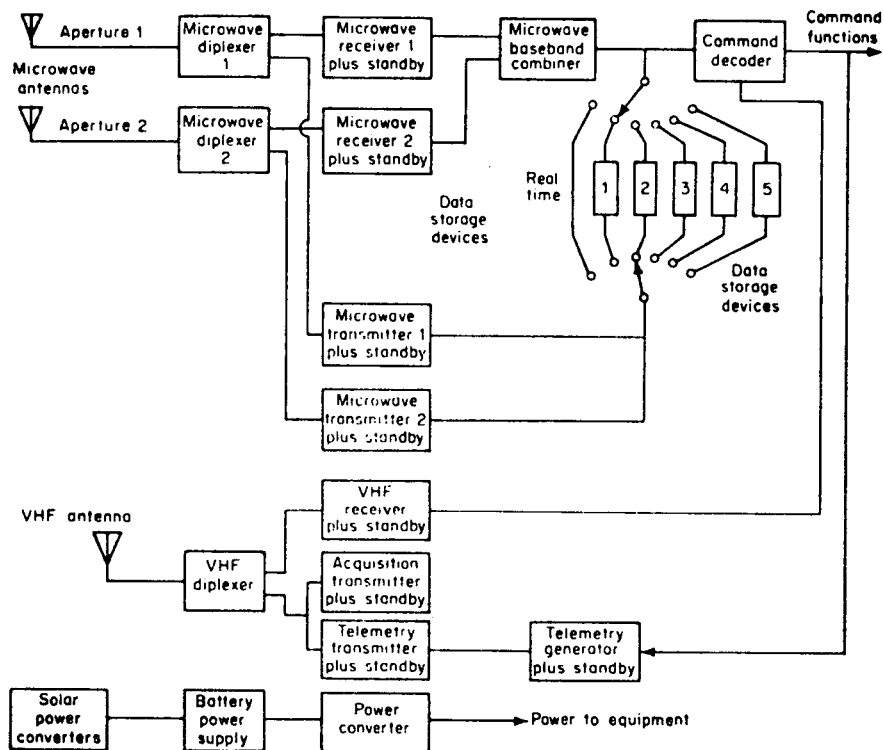 Aperture 1
Microwave
diplexer
1
Microwave
receiver 1
plus standby
Microwave
baseband
combiner
Command
decoder
Command
functions
Microwave
antennas
Aperture 2
Microwave
diplexer
2
Microwave
receiver 2
plus standby
Real
time
1
2
3
4
5
Data
storage
devices
Data
storage
devices
Microwave
transmitter 1
plus standby
Microwave
transmitter 2
plus standby
VHF antenna
VHF
diplexer
VHF
receiver
plus standby
Acquisition
transmitter
plus standby
Telemetry
transmitter
plus standby
Telemetry
generator
plus standby
Solar
power
converters
Battery
power
supply
Power
converter
Power to equipment